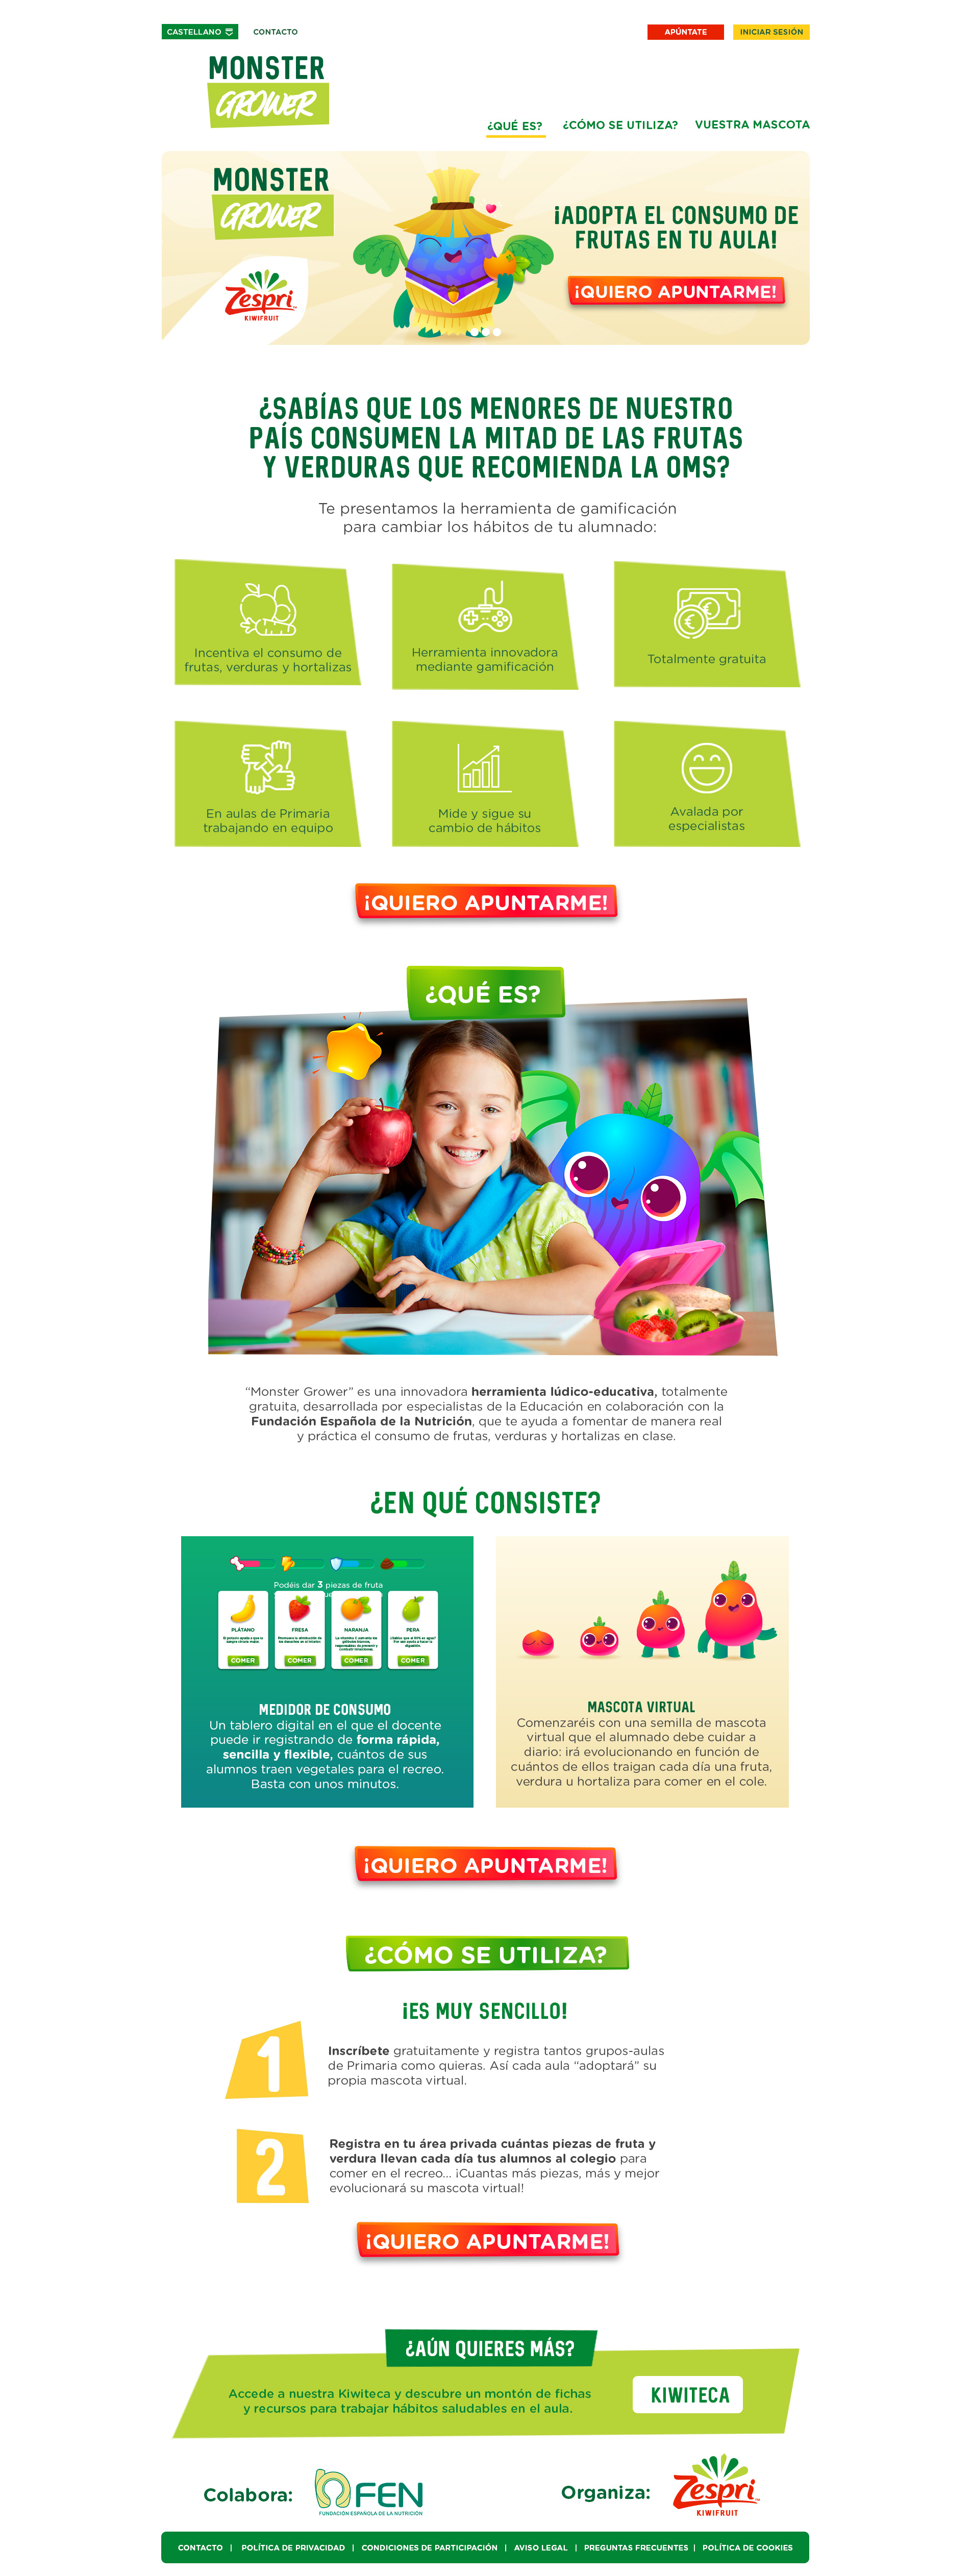 CASTELLANO
CONTACTO
APÚNTATE
INICIAR SESIÓN
MONSTER
GROWER
¿QUÉ ES?
¿CÓMO SE UTILIZA?
VUESTRA MASCOTA
MONSTER
GROWER
Zespri™
KIWIFRUIT
¡ADOPTA EL CONSUMO DE
FRUTAS EN TU AULA!
¡QUIERO APUNTARME!
¿SABÍAS QUE LOS MENORES DE NUESTRO
PAÍS CONSUMEN LA MITAD DE LAS FRUTAS
Y VERDURAS QUE RECOMIENDA LA OMS?
Te presentamos la herramienta de gamificación
para cambiar los hábitos de tu alumnado:
Incentiva el consumo de
frutas, verduras y hortalizas
Herramienta innovadora
mediante gamificación
Totalmente gratuita
En aulas de Primaria
trabajando en equipo
Mide y sigue su
cambio de hábitos
Avalada por
especialistas
¡QUIERO APUNTARME!
¿QUÉ ES?
“Monster Grower” es una innovadora herramienta lúdico-educativa, totalmente
gratuita, desarrollada por especialistas de la Educación en colaboración con la
Fundación Española de la Nutrición, que te ayuda a fomentar de manera real
y práctica el consumo de frutas, verduras y hortalizas en clase.
¿EN QUÉ CONSISTE?
Podéis dar 3 piezas de fruta
PLÁTANO
COMER
FRESA
COMER
NARANJA
COMER
PERA
COMER
MEDIDOR DE CONSUMO
Un tablero digital en el que el docente
puede ir registrando de forma rápida,
sencilla y flexible, cuántos de sus
alumnos traen vegetales para el recreo.
Basta con unos minutos.
MASCOTA VIRTUAL
Comenzaréis con una semilla de mascota
virtual que el alumnado debe cuidar a
diario: irá evolucionando en función de
cuántos de ellos traigan cada día una fruta,
verdura u hortaliza para comer en el cole.
¡QUIERO APUNTARME!
¿CÓMO SE UTILIZA?
¡ES MUY SENCILLO!
1
Inscríbete gratuitamente y registra tantos grupos-aulas
de Primaria como quieras. Así cada aula “adoptará” su
propia mascota virtual.
2
Registra en tu área privada cuántas piezas de fruta y
verdura llevan cada día tus alumnos al colegio para
comer en el recreo... ¡Cuantas más piezas, más y mejor
evolucionará su mascota virtual!
¡QUIERO APUNTARME!
¿AÚN QUIERES MÁS?
Accede a nuestra Kiwiteca y descubre un montón de fichas
y recursos para trabajar hábitos saludables en el aula.
KIWITECA
Colabora:
FEN
FUNDACIÓN ESPAÑOLA DE LA NUTRICIÓN
Organiza:
Zespri™
KIWIFRUIT
CONTACTO | POLÍTICA DE PRIVACIDAD | CONDICIONES DE PARTICIPACIÓN | AVISO LEGAL | PREGUNTAS FRECUENTES | POLÍTICA DE COOKIES